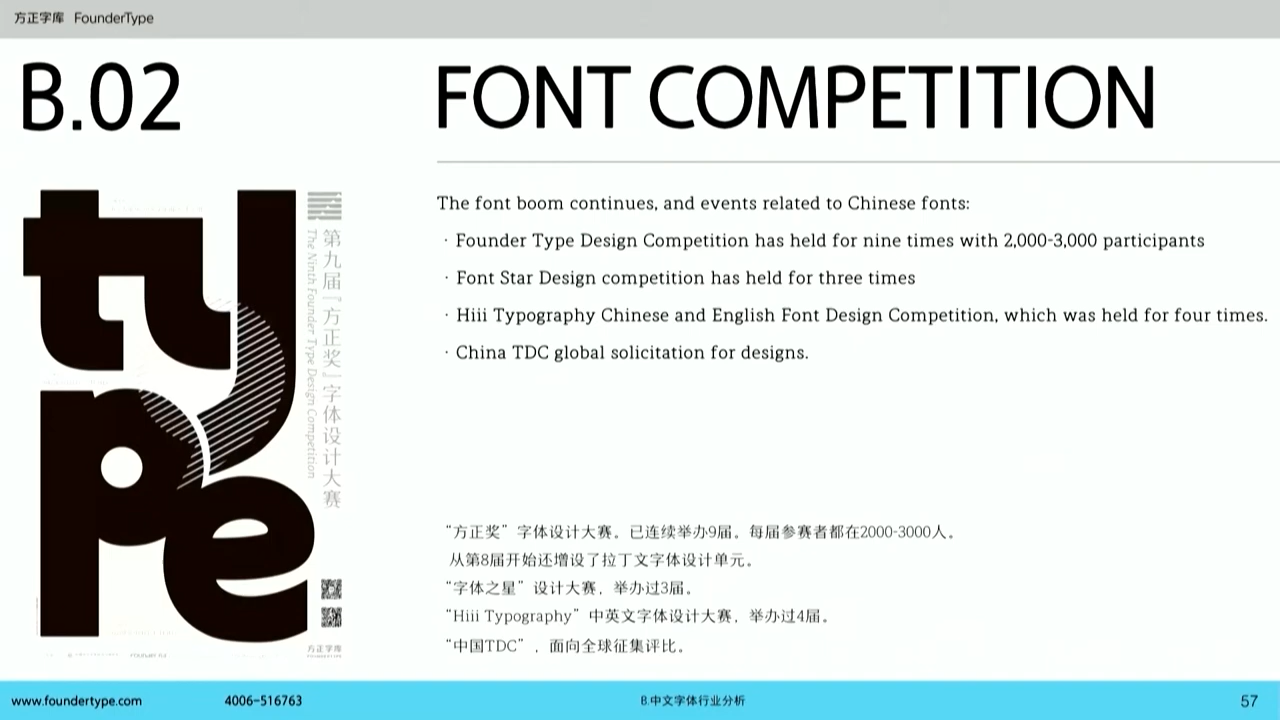 方正字库 FounderType
B.02
FONT COMPETITION
type
第九届「方正奖」字体设计大赛
The Ninth Founder Type Design Competition
方正字库
The font boom continues, and events related to Chinese fonts:
· Founder Type Design Competition has held for nine times with 2,000-3,000 participants
· Font Star Design competition has held for three times
· Hiii Typography Chinese and English Font Design Competition, which was held for four times.
· China TDC global solicitation for designs.
“方正奖”字体设计大赛。已连续举办9届。每届参赛者都在2000-3000人。
从第8届开始还增设了拉丁文字体设计单元。
“字体之星”设计大赛，举办过3届。
“Hiii Typography”中英文字体设计大赛，举办过4届。
“中国TDC”，面向全球征集评比。
www.foundertype.com
4006-516763
B.中文字体行业分析
57